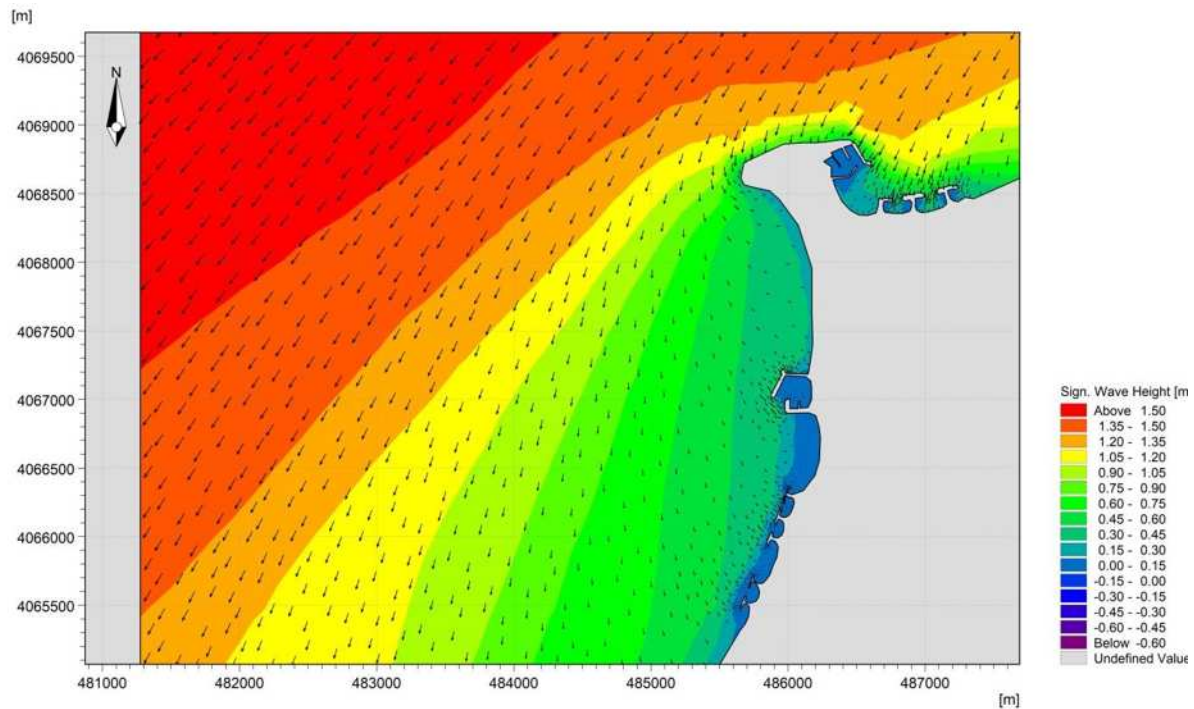 [m]
4069500
N
4069000
4068500
4068000
4067500
4067000
4066500
4066000
4065500
481000 482000 483000 484000 485000 486000 487000
[m]
Sign. Wave Height [m
Above 1.50
1.35 - 1.50
1.20 - 1.35
1.05 - 1.20
0.90 - 1.05
0.75 - 0.90
0.60 - 0.75
0.45 - 0.60
0.30 - 0.45
0.15 - 0.30
0.00 - 0.15
-0.15 - 0.00
-0.30 - -0.15
-0.45 - -0.30
-0.60 - -0.45
Below -0.60
Undefined Value